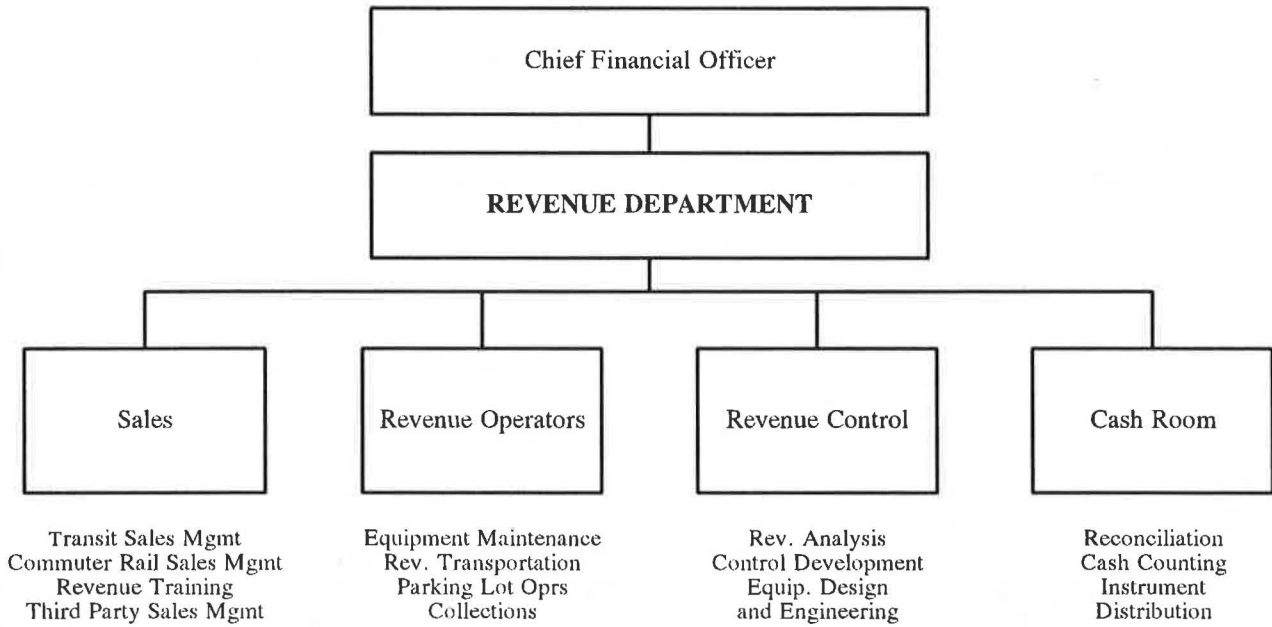 Chief Financial Officer
REVENUE DEPARTMENT
Sales
Revenue Operators
Revenue Control
Cash Room
Transit Sales Mgmt
Commuter Rail Sales Mgmt
Revenue Training
Third Party Sales Mgmt
Equipment Maintenance
Rev. Transportation
Parking Lot Oprs
Collections
Rev. Analysis
Control Development
Equip. Design
and Engineering
Reconciliation
Cash Counting
Instrument
Distribution